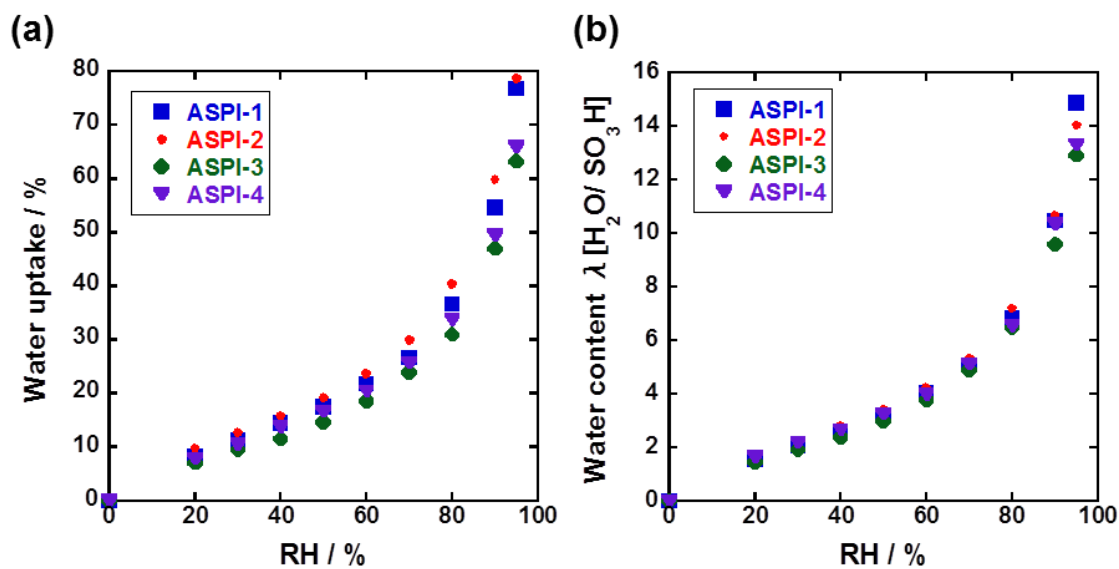 (a)
Water uptake / %
80
70
60
50
40
30
20
10
0
ASPI-1
ASPI-2
ASPI-3
ASPI-4
0 20 40 60 80 100
RH / %
(b)
Water content λ [H₂O/ SO₃H]
16
14
12
10
8
6
4
2
0
ASPI-1
ASPI-2
ASPI-3
ASPI-4
0 20 40 60 80 100
RH / %